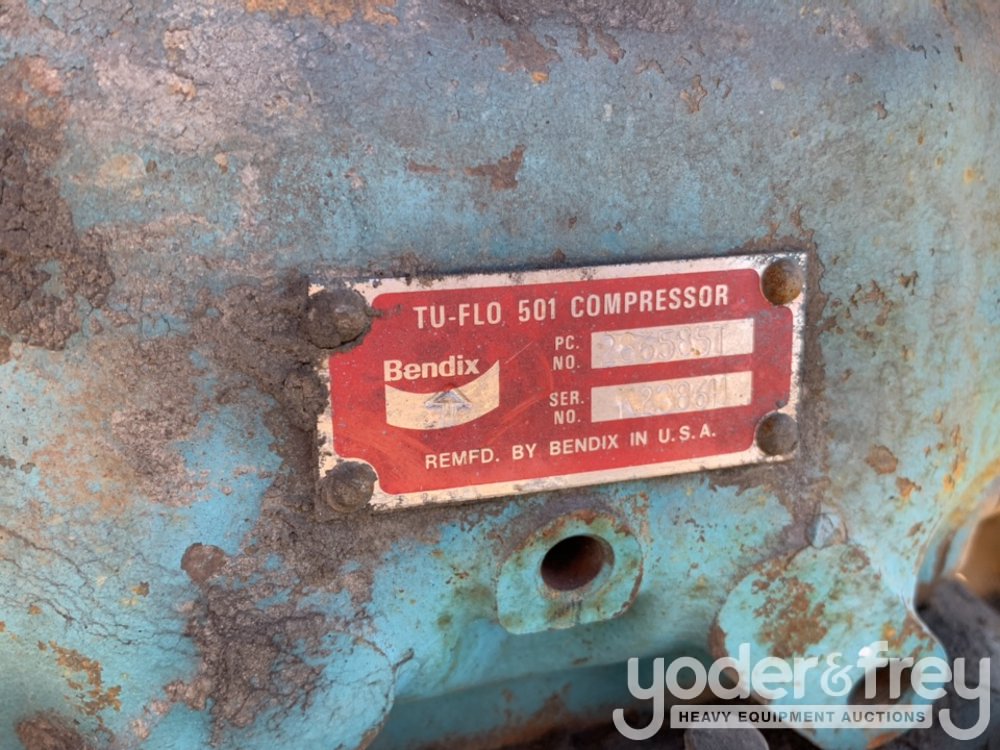 TU-FLO 501 COMPRESSOR
Bendix
PC.
NO.
SER.
NO.
REMFD. BY BENDIX IN U.S.A.
yoder&frey
HEAVY EQUIPMENT AUCTIONS